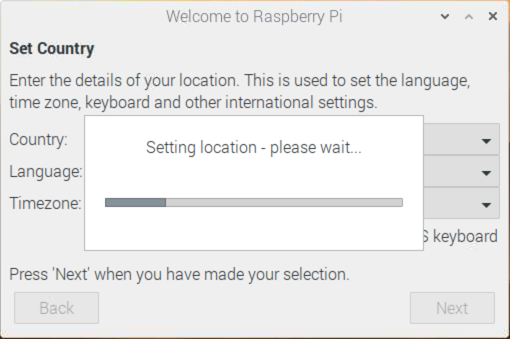 Welcome to Raspberry Pi
Set Country
Enter the details of your location. This is used to set the language,
time zone, keyboard and other international settings.
Country:
Setting location - please wait...
Language:
Timezone:
keyboard
Press 'Next' when you have made your selection.
Back
Next